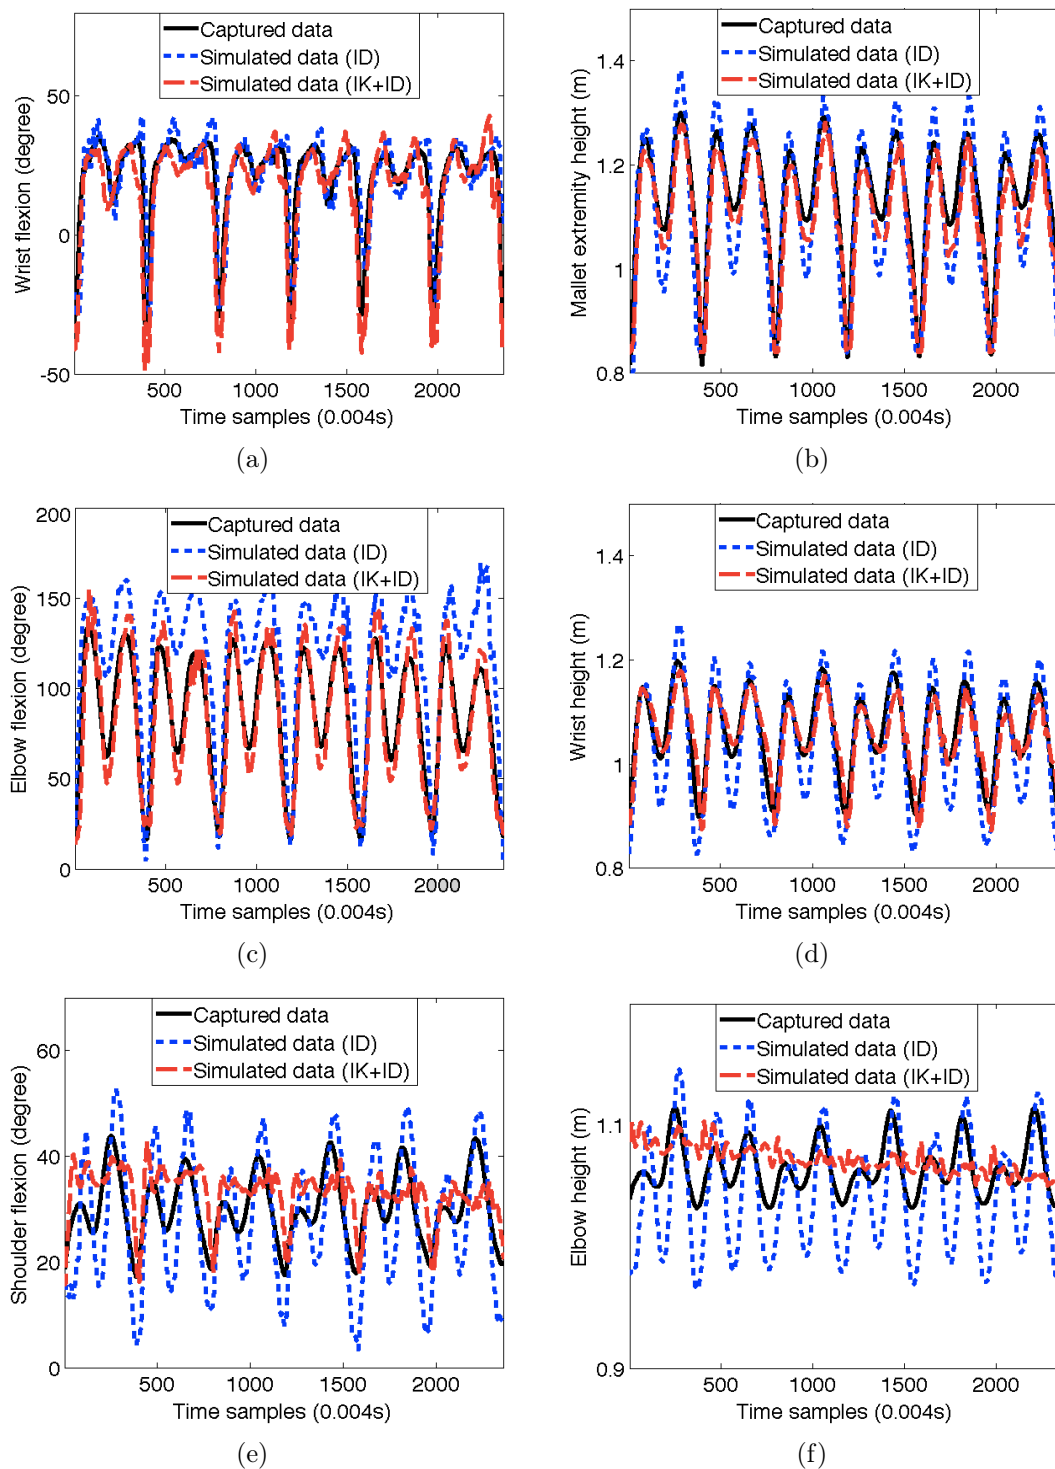 Captured data
Simulated data (ID)
Simulated data (IK+ID)
50
0
-50
Wrist flexion (degree)
500 1000 1500 2000
Time samples (0.004s)
(a)
Captured data
Simulated data (ID)
Simulated data (IK+ID)
1.4
1.2
1
0.8
Mallet extremity height (m)
500 1000 1500 2000
Time samples (0.004s)
(b)
Captured data
Simulated data (ID)
Simulated data (IK+ID)
200
150
100
50
0
Elbow flexion (degree)
500 1000 1500 2000
Time samples (0.004s)
(c)
Captured data
Simulated data (ID)
Simulated data (IK+ID)
1.4
1.2
1
0.8
Wrist height (m)
500 1000 1500 2000
Time samples (0.004s)
(d)
Captured data
Simulated data (ID)
Simulated data (IK+ID)
60
40
20
0
Shoulder flexion (degree)
500 1000 1500 2000
Time samples (0.004s)
(e)
Captured data
Simulated data (ID)
Simulated data (IK+ID)
1.1
0.9
Elbow height (m)
500 1000 1500 2000
Time samples (0.004s)
(f)